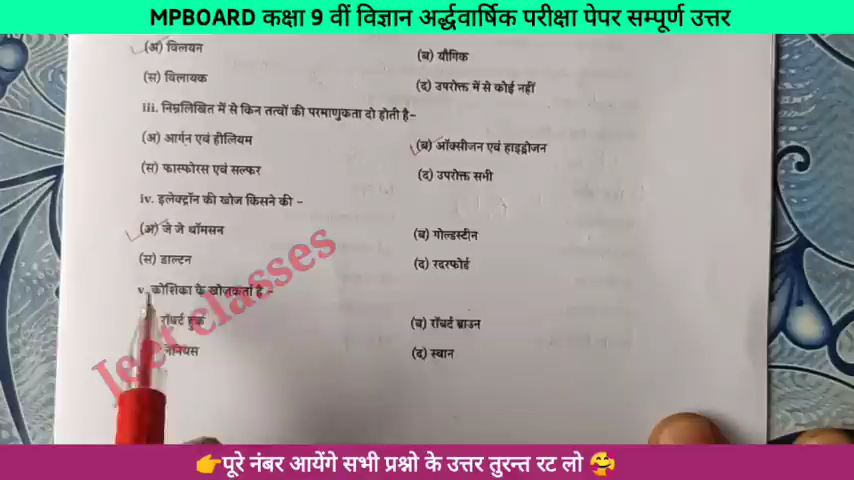 MPBOARD कक्षा 9 वीं विज्ञान अर्द्धवार्षिक परीक्षा पेपर सम्पूर्ण उत्तर
(अ) विलयन (ब) यौगिक
(स) विलायक (द) उपरोक्त में से कोई नहीं
iii. निम्नलिखित में से किन तत्वों की परमाणुकता दो होती है-
(अ) आर्गन एवं हीलियम (ब) ऑक्सीजन एवं हाइड्रोजन
(स) फास्फोरस एवं सल्फर (द) उपरोक्त सभी
iv. इलेक्ट्रॉन की खोज किसने की -
(अ) जे जे थॉमसन (ब) गोल्डस्टीन
(स) डाल्टन (द) रदरफोर्ड
v. कोशिका के खोजकर्ता है -
रॉबर्ट हुक (ब) रॉबर्ट ब्राउन
(द) स्वान
Jeet classes
👉पूरे नंबर आयेंगे सभी प्रश्नो के उत्तर तुरन्त रट लो 🥰